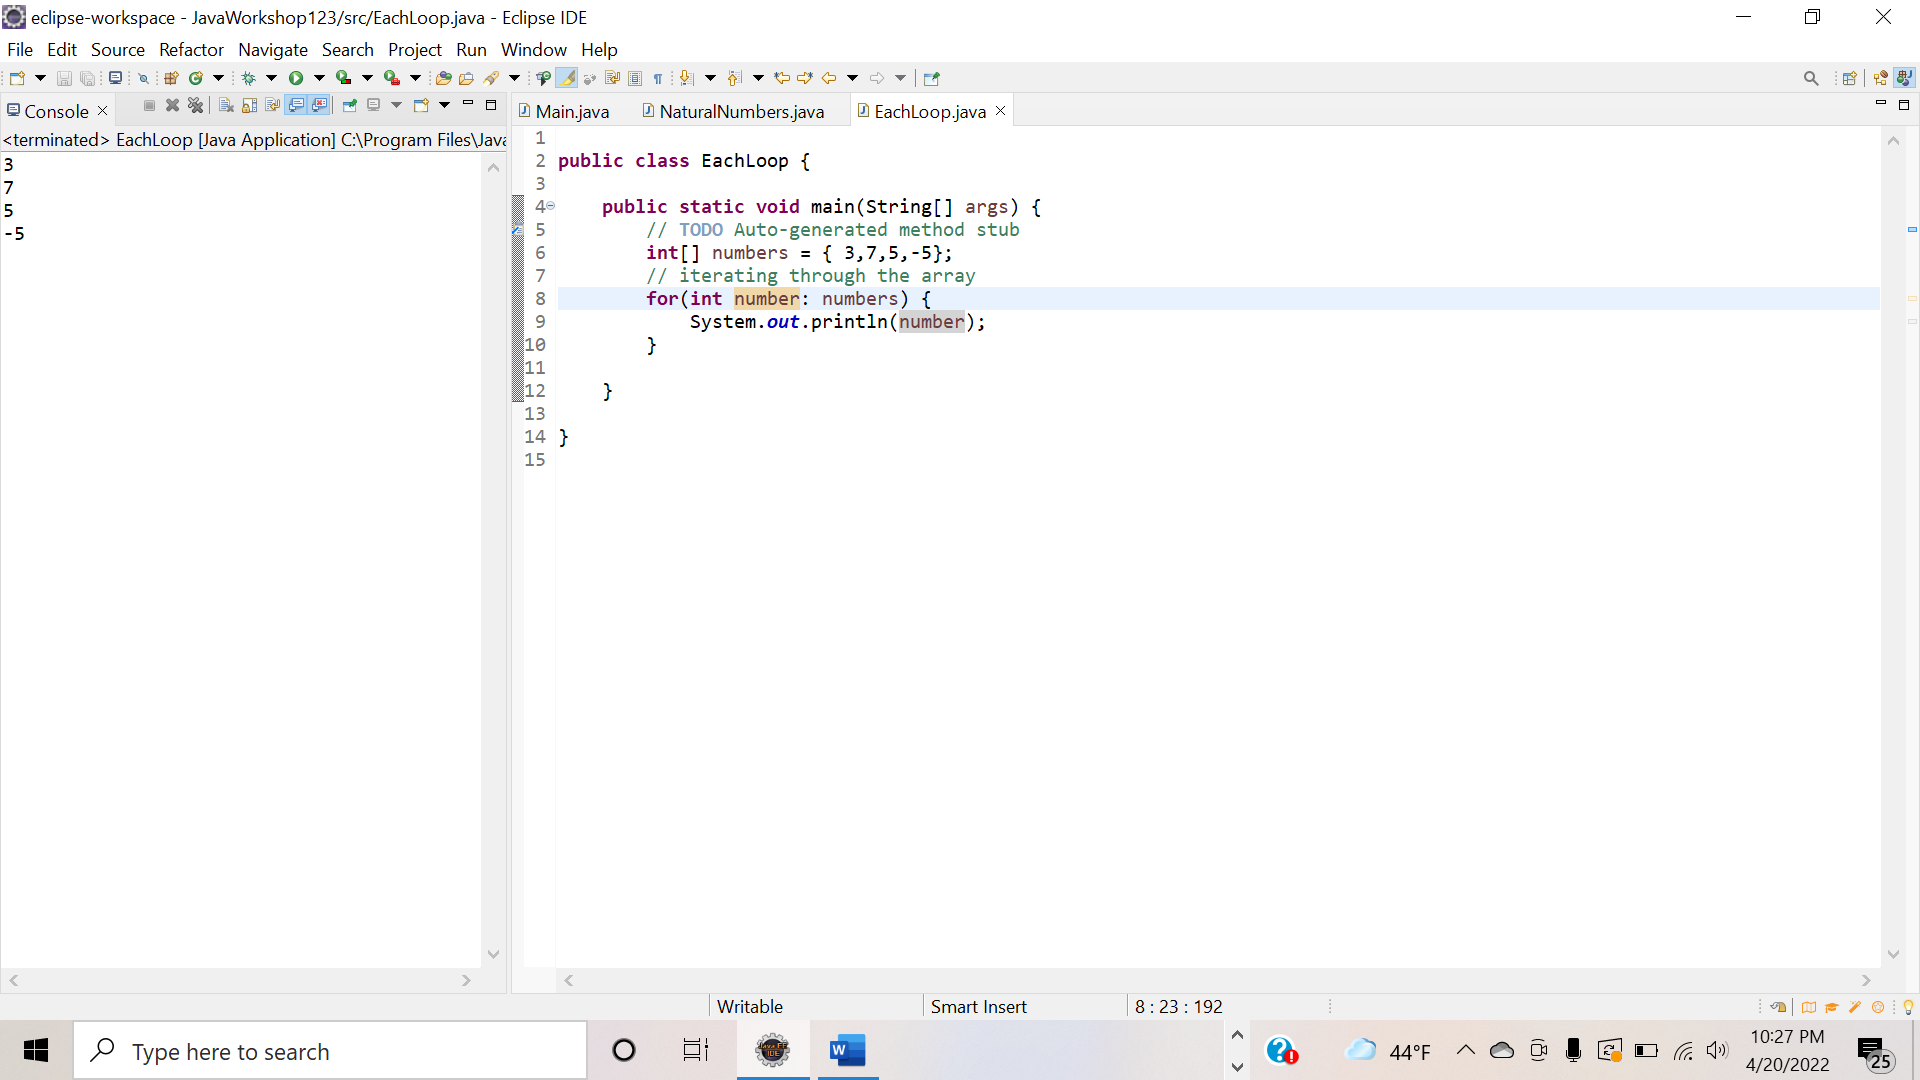 eclipse-workspace - JavaWorkshop123/src/EachLoop.java - Eclipse IDE
File Edit Source Refactor Navigate Search Project Run Window Help
Console
<terminated> EachLoop [Java Application] C:\Program Files\Java
3
7
5
-5
Main.java NaturalNumbers.java EachLoop.java
1
2 public class EachLoop {
3
4 public static void main(String[] args) {
5 // TODO Auto-generated method stub
6 int[] numbers = { 3,7,5,-5};
7 // iterating through the array
8 for(int number: numbers) {
9 System.out.println(number);
10 }
11
12 }
13
14 }
15
Writable Smart Insert 8 : 23 : 192
Type here to search
Java EE
IDE
W
44°F
10:27 PM
4/20/2022
25